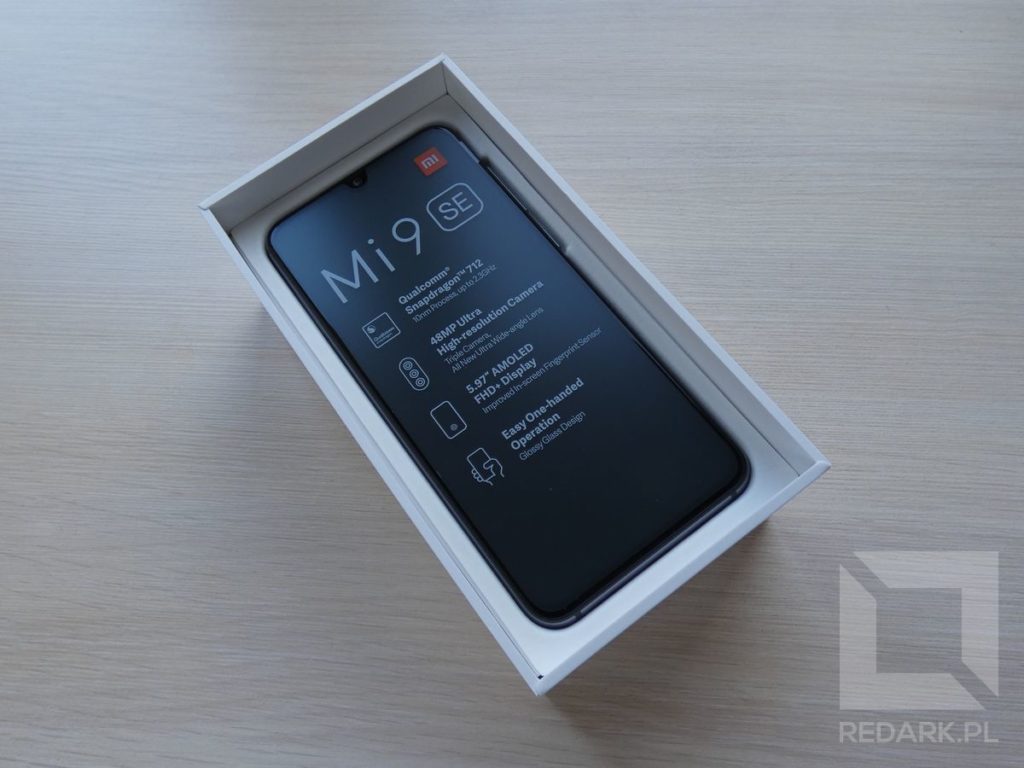 mi
Mi 9 SE
Qualcomm®
Snapdragon™ 712
10nm Process, up to 2.3GHz
48MP Ultra
High-resolution Camera
Triple Camera,
All New Ultra Wide-angle Lens
5.97" AMOLED
FHD+ Display
Improved In-screen Fingerprint Sensor
Easy One-handed
Operation
Glossy Glass Design
REDARK.PL